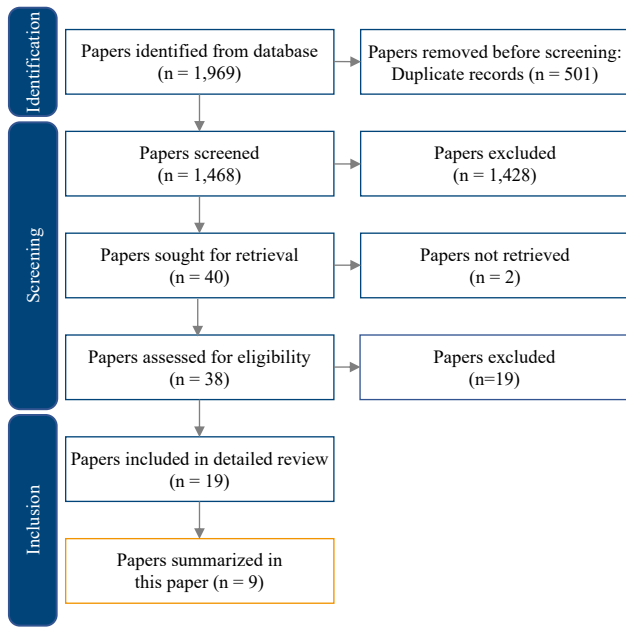 Identification
Papers identified from database
(n = 1,969)
Papers removed before screening:
Duplicate records (n = 501)
Screening
Papers screened
(n = 1,468)
Papers excluded
(n = 1,428)
Papers sought for retrieval
(n = 40)
Papers not retrieved
(n = 2)
Papers assessed for eligibility
(n = 38)
Papers excluded
(n=19)
Inclusion
Papers included in detailed review
(n = 19)
Papers summarized in
this paper (n = 9)